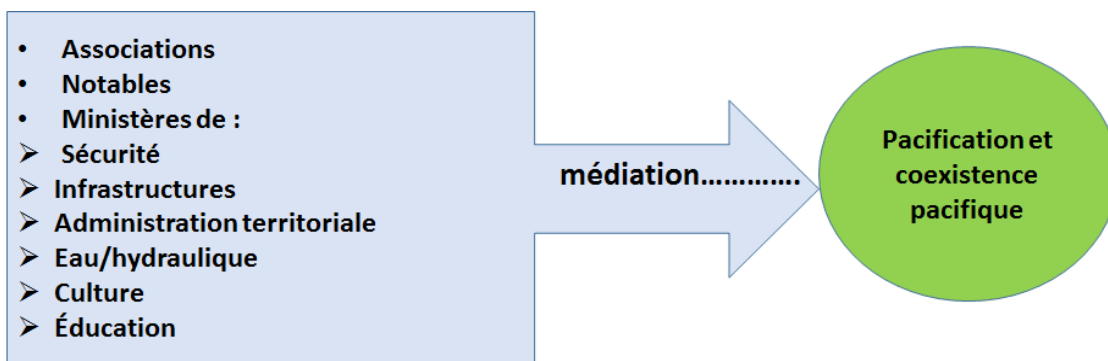 • Associations
• Notables
• Ministères de :
➢ Sécurité
➢ Infrastructures
➢ Administration territoriale
➢ Eau/hydraulique
➢ Culture
➢ Éducation
médiation………….
Pacification et
coexistence
pacifique